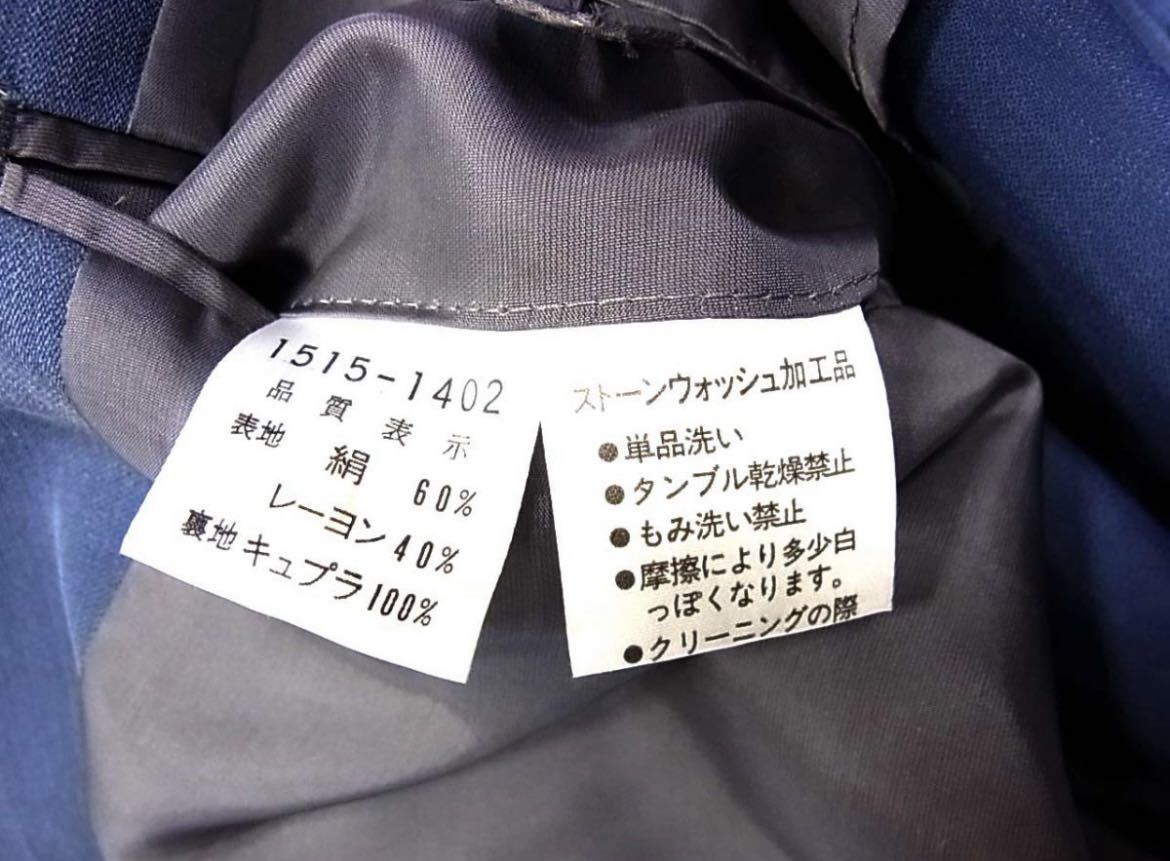 1515-1402
品質表示
表地 絹 60%
レーヨン 40%
裏地 キュプラ 100%
ストーンウォッシュ加工品
●単品洗い
●タンブル乾燥禁止
●もみ洗い禁止
●摩擦により多少白
っぽくなります。
●クリーニングの際